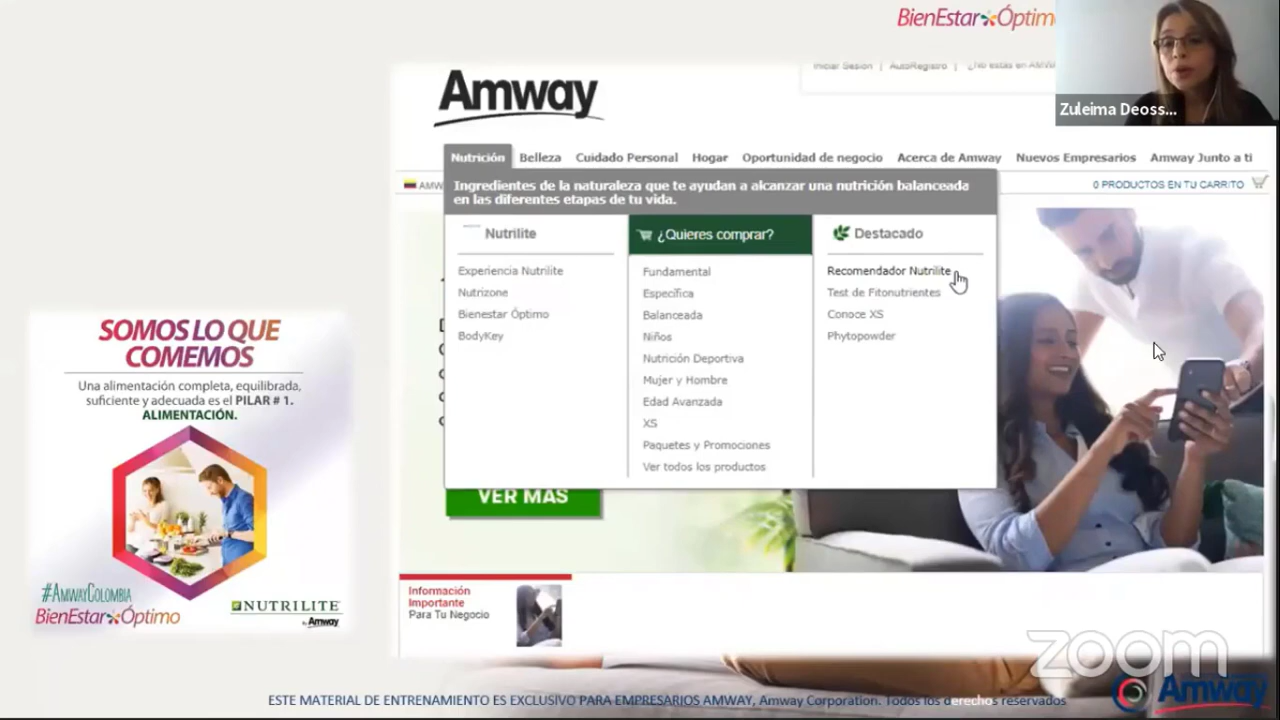 BienEstar Óptim
Zuleima Deoss...
Amway
Iniciar Sesión | AutoRegistro | ¿No estás en AMW
Nutrición Belleza Cuidado Personal Hogar Oportunidad de negocio Acerca de Amway Nuevos Empresarios Amway Junto a ti
AMW
0 PRODUCTOS EN TU CARRITO
Ingredientes de la naturaleza que te ayudan a alcanzar una nutrición balanceada
en las diferentes etapas de tu vida.
Nutrilite
Experiencia Nutrilite
Nutrizone
Bienestar Óptimo
BodyKey
¿Quieres comprar?
Fundamental
Específica
Balanceada
Niños
Nutrición Deportiva
Mujer y Hombre
Edad Avanzada
XS
Paquetes y Promociones
Ver todos los productos
Destacado
Recomendador Nutrilite
Test de Fitonutrientes
Conoce XS
Phytopowder
VER MAS
Información
Importante
Para Tu Negocio
SOMOS LO QUE
COMEMOS
Una alimentación completa, equilibrada,
suficiente y adecuada es el PILAR # 1.
ALIMENTACIÓN.
#AMWAYCOLOMBIA
BienEstar Óptimo
NUTRILITE
by Amway
zoom
Amway
ESTE MATERIAL DE ENTRENAMIENTO ES EXCLUSIVO PARA EMPRESARIOS AMWAY, Amway Corporation. Todos los derechos reservados